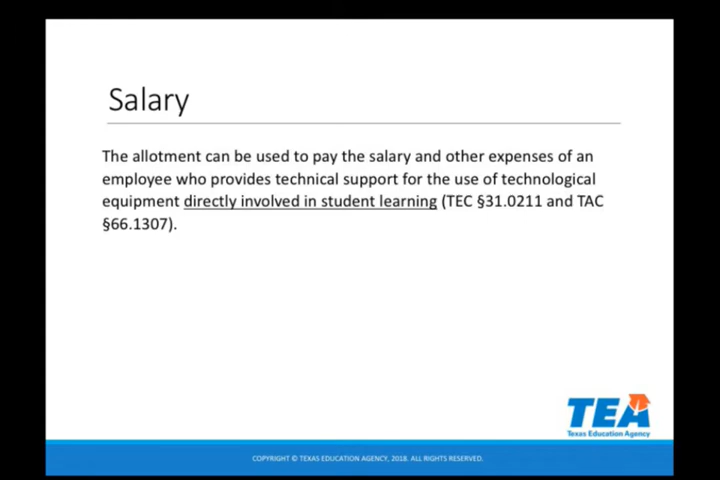 Salary
The allotment can be used to pay the salary and other expenses of an
employee who provides technical support for the use of technological
equipment directly involved in student learning (TEC §31.0211 and TAC
§66.1307).
TEA
Texas Education Agency
COPYRIGHT © TEXAS EDUCATION AGENCY, 2018. ALL RIGHTS RESERVED.